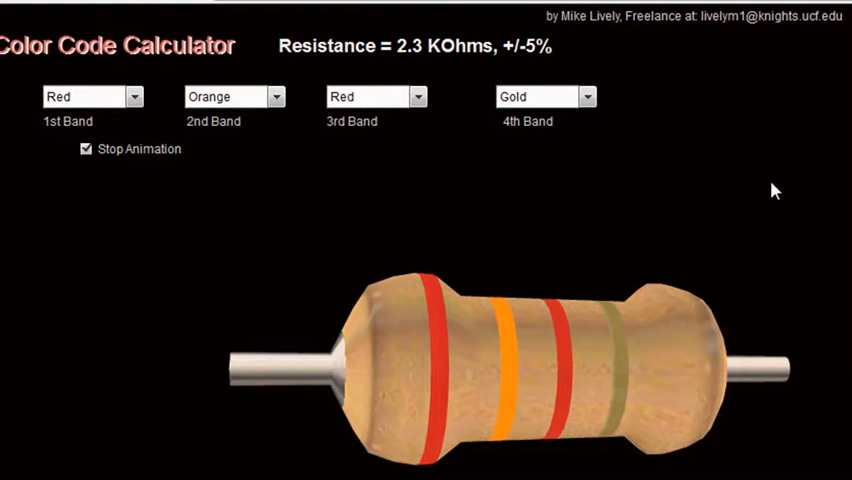 by Mike Lively, Freelance at: livelym1@knights.ucf.edu
Color Code Calculator
Resistance = 2.3 KOhms, +/-5%
Red Orange Red Gold
1st Band 2nd Band 3rd Band 4th Band
Stop Animation